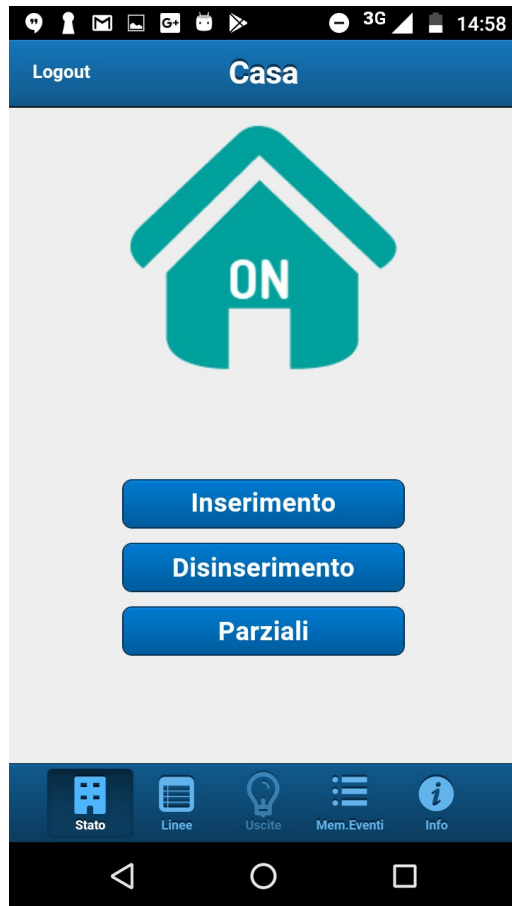 3G 14:58
Logout Casa
ON
Inserimento
Disinserimento
Parziali
Stato Linee Uscite Mem.Eventi Info